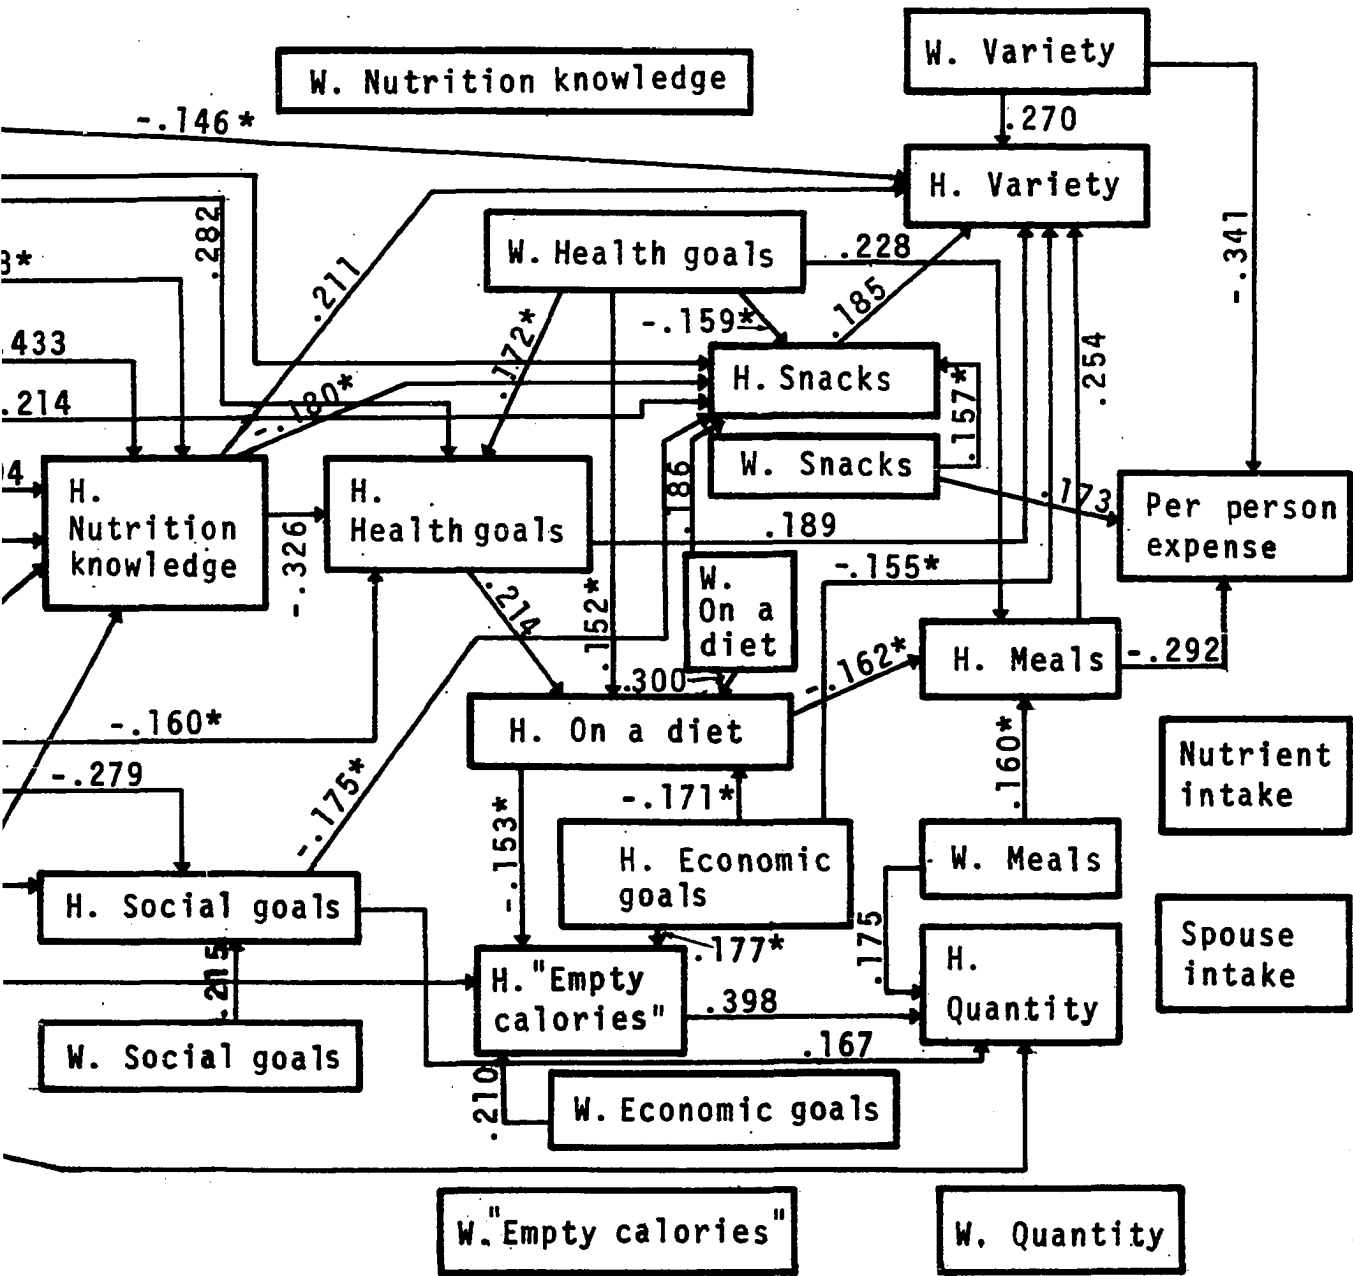 W. Variety
W. Nutrition knowledge
-.146*
.270
H. Variety
.282
W. Health goals
.228
-.341
.211
.185
-.159*
.172*
433
.254
H. Snacks
-.180*
.157*
.214
W. Snacks
H.
Nutrition
knowledge
H.
Health goals
.186
.173
Per person
expense
-.326
.189
-.155*
W.
On a
diet
.214
.152*
H. Meals
-.292
-.162*
.300
-.160*
H. On a diet
.160*
Nutrient
intake
-.279
-.175*
-.171*
-.153*
H. Economic
goals
W. Meals
H. Social goals
.175
Spouse
intake
.177*
H.
Quantity
.215
H. "Empty
calories"
.398
W. Social goals
.167
.210
W. Economic goals
W. "Empty calories"
W. Quantity